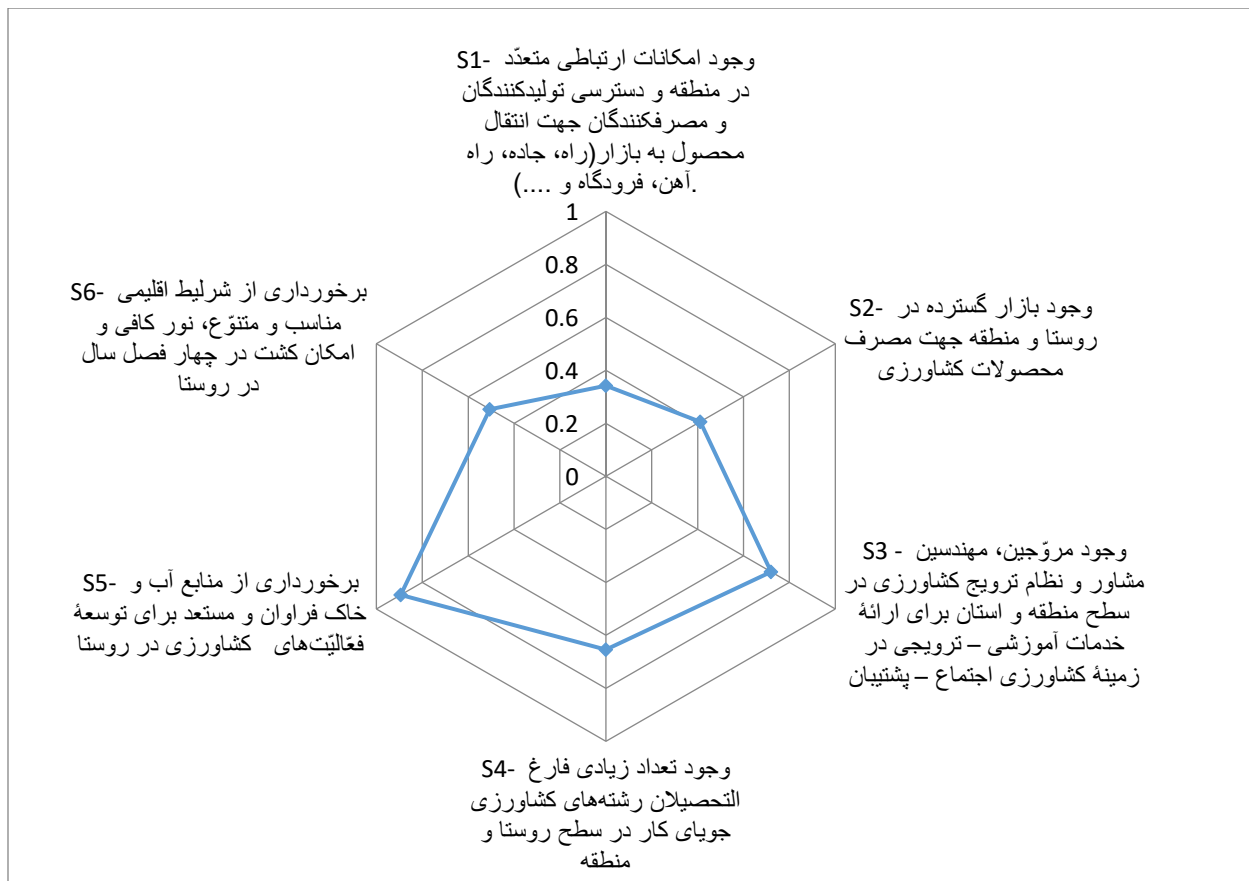 S1- وجود امکانات ارتباطی متعدّد
در منطقه و دسترسی تولیدکنندگان
و مصرفکنندگان جهت انتقال
محصول به بازار(راه، جاده، راه
آهن، فرودگاه و ....)
1
0.8
0.6
0.4
0.2
0
S2- وجود بازار گسترده در
روستا و منطقه جهت مصرف
محصولات کشاورزی
S3 - وجود مروّجین، مهندسین
مشاور و نظام ترویج کشاورزی در
سطح منطقه و استان برای ارائهٔ
خدمات آموزشی – ترویجی در
زمینهٔ کشاورزی اجتماع – پشتیبان
S4- وجود تعداد زیادی فارغ
التحصیلان رشته‌های کشاورزی
جویای کار در سطح روستا و
منطقه
S5- برخورداری از منابع آب و
خاک فراوان و مستعد برای توسعهٔ
فعّالیّت‌های کشاورزی در روستا
S6- برخورداری از شرلیط اقلیمی
مناسب و متنوّع، نور کافی و
امکان کشت در چهار فصل سال
در روستا